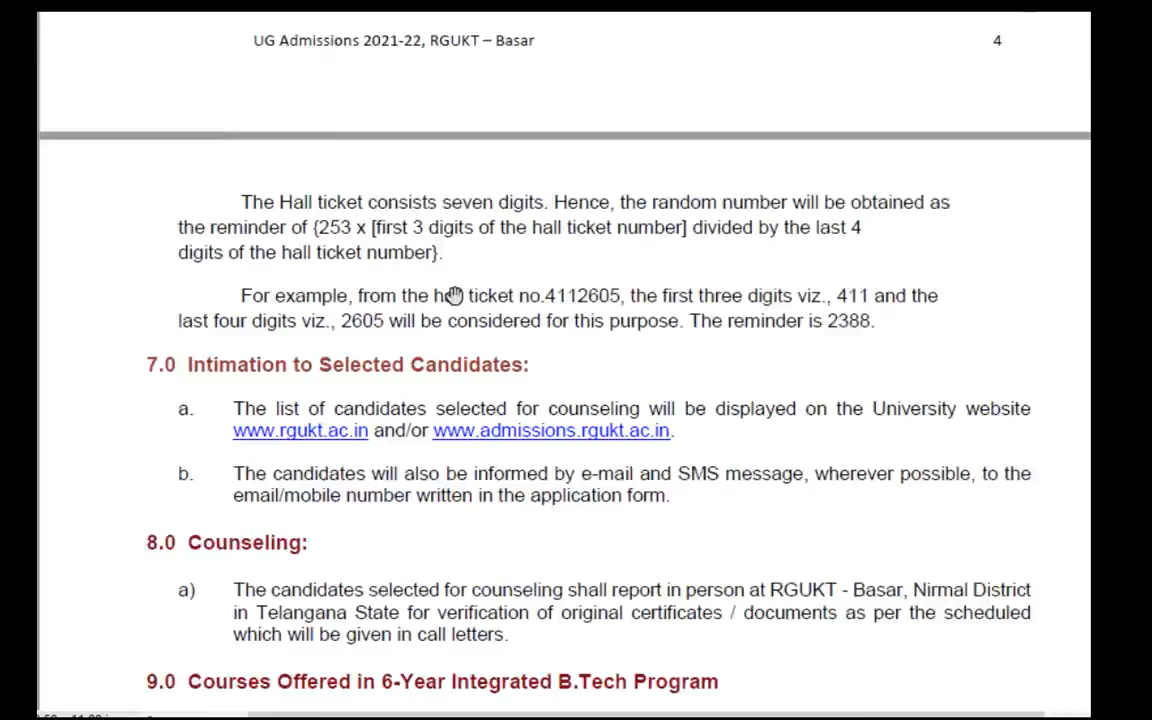 UG Admissions 2021-22, RGUKT – Basar 4
The Hall ticket consists seven digits. Hence, the random number will be obtained as
the reminder of {253 x [first 3 digits of the hall ticket number] divided by the last 4
digits of the hall ticket number}.
For example, from the ticket no.4112605, the first three digits viz., 411 and the
last four digits viz., 2605 will be considered for this purpose. The reminder is 2388.
7.0 Intimation to Selected Candidates:
a. The list of candidates selected for counseling will be displayed on the University website
www.rgukt.ac.in and/or www.admissions.rgukt.ac.in.
b. The candidates will also be informed by e-mail and SMS message, wherever possible, to the
email/mobile number written in the application form.
8.0 Counseling:
a) The candidates selected for counseling shall report in person at RGUKT - Basar, Nirmal District
in Telangana State for verification of original certificates / documents as per the scheduled
which will be given in call letters.
9.0 Courses Offered in 6-Year Integrated B.Tech Program